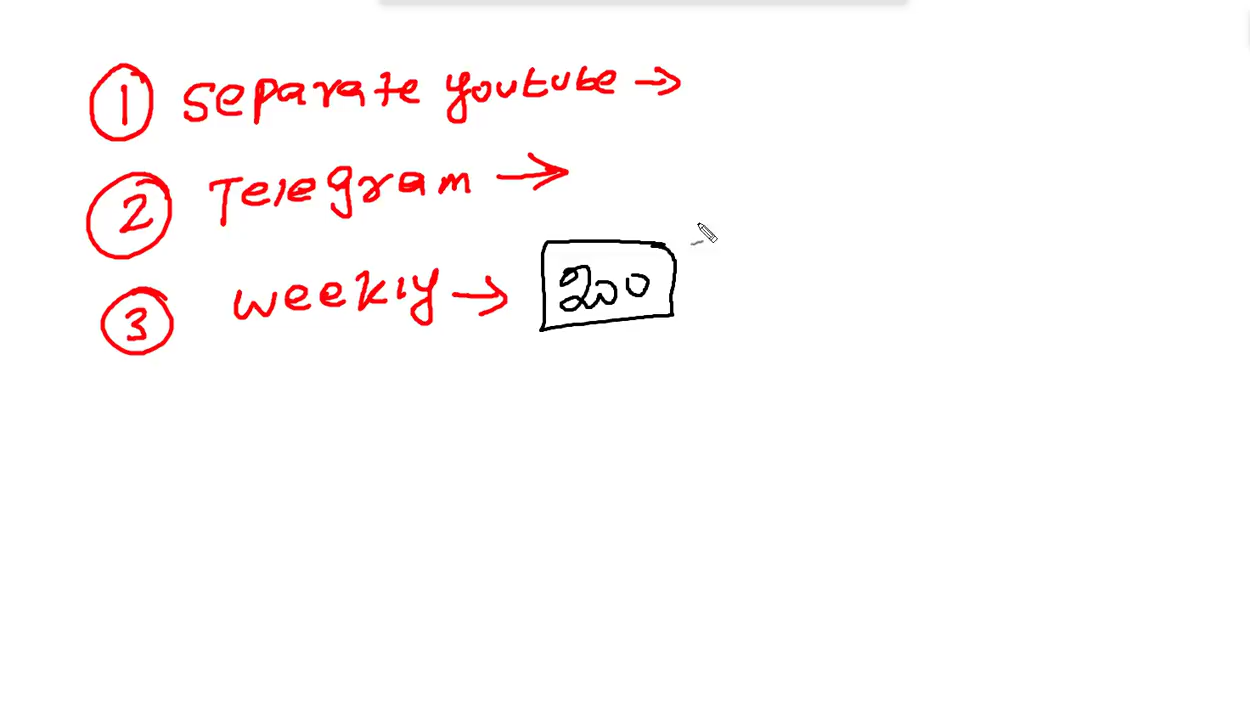 1 separate youtube →
2 Telegram →
3 weekly → 200